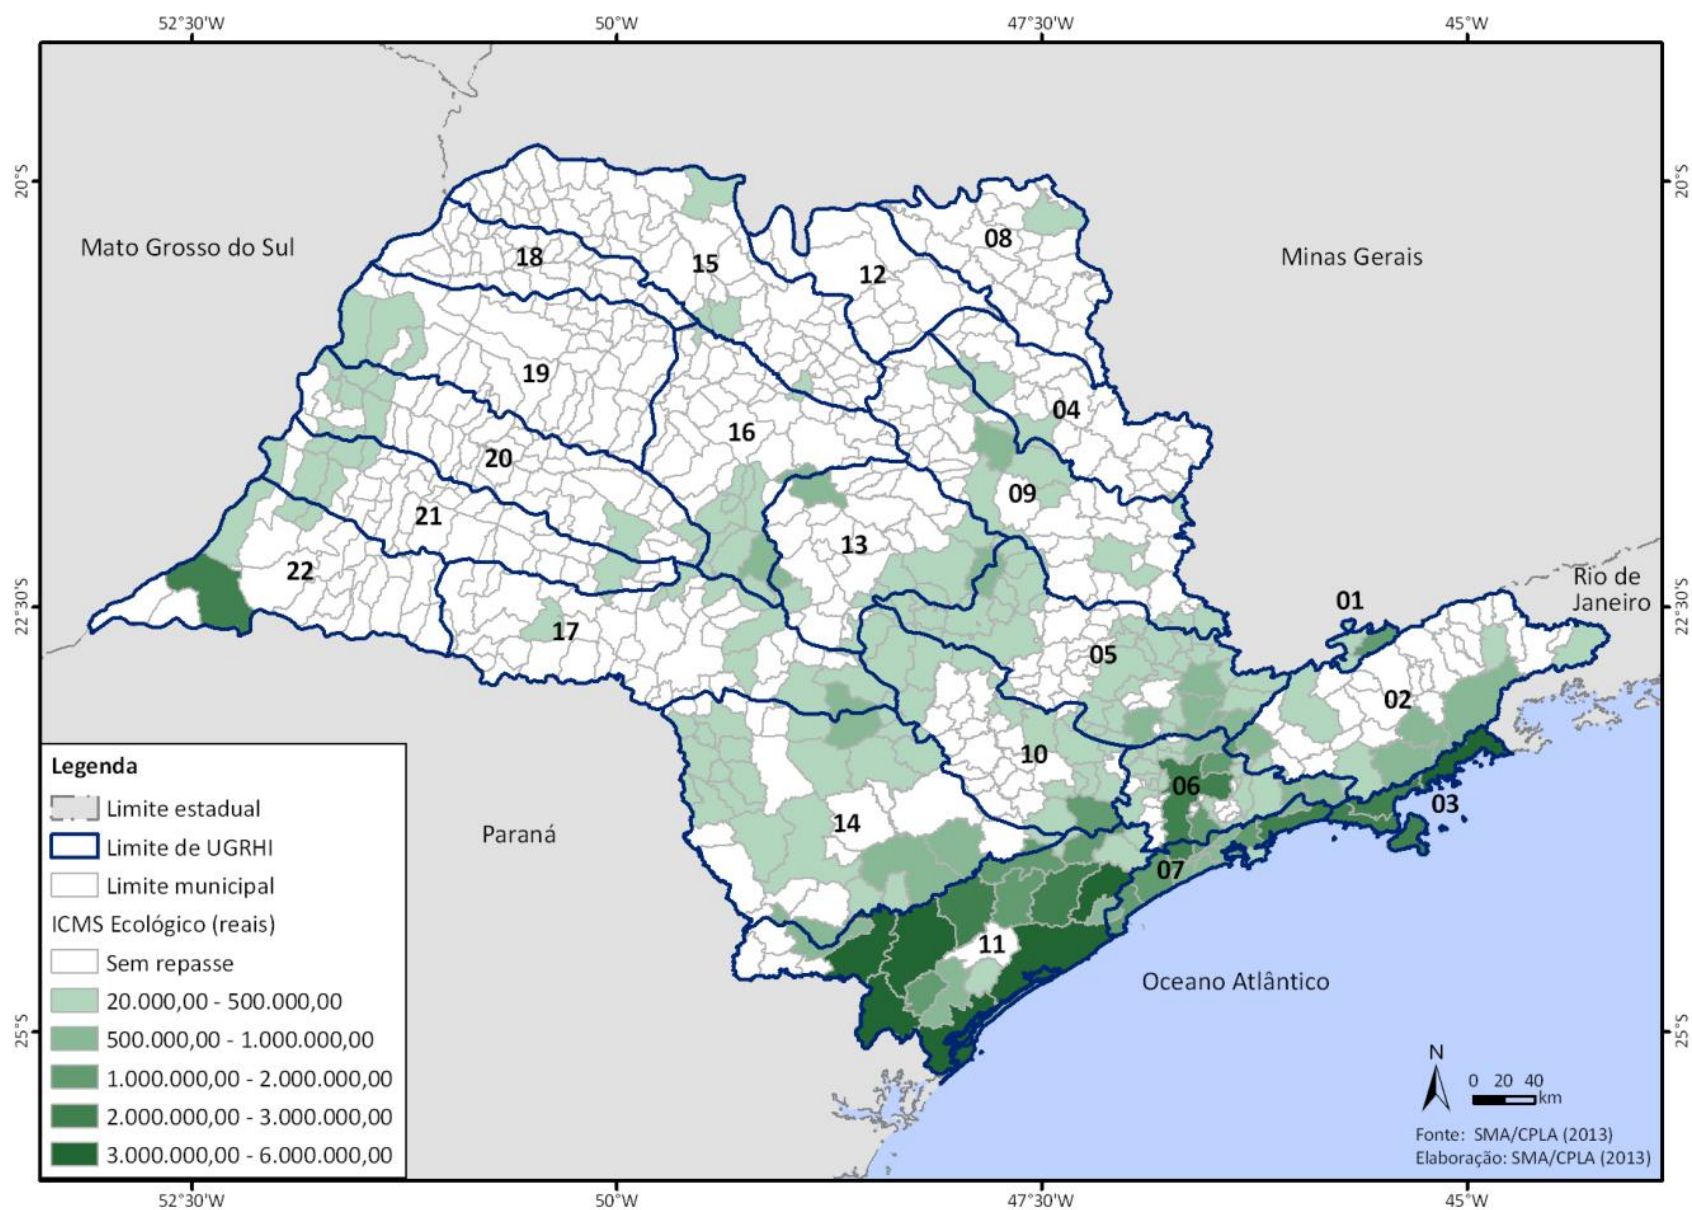 52°30'W
50°W
47°30'W
45°W
20°S
20°S
Mato Grosso do Sul
Minas Gerais
18
15
12
08
19
04
16
20
09
21
13
22
22°30'S
22°30'S
17
01
Rio de
Janeiro
05
02
10
06
03
Paraná
14
07
11
Oceano Atlântico
25°S
25°S
Legenda
Limite estadual
Limite de UGRHI
Limite municipal
ICMS Ecológico (reais)
Sem repasse
20.000,00 - 500.000,00
500.000,00 - 1.000.000,00
1.000.000,00 - 2.000.000,00
2.000.000,00 - 3.000.000,00
3.000.000,00 - 6.000.000,00
N
0 20 40
km
Fonte: SMA/CPLA (2013)
Elaboração: SMA/CPLA (2013)
52°30'W
50°W
47°30'W
45°W